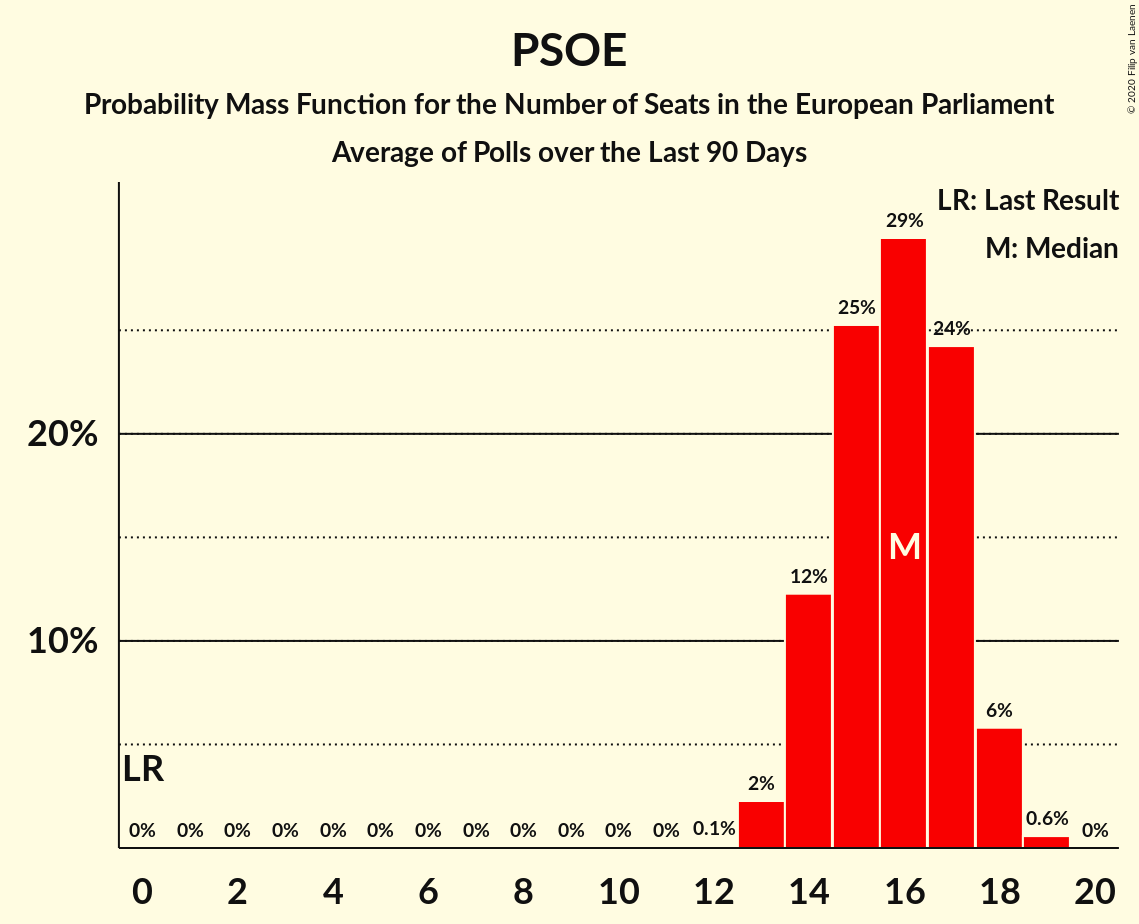 PSOE
Probability Mass Function for the Number of Seats in the European Parliament
Average of Polls over the Last 90 Days
© 2020 Filip van Laenen
LR: Last Result
M: Median
29%
25%
24%
20%
M
12%
10%
6%
LR
2%
0% 0% 0% 0% 0% 0% 0% 0% 0% 0% 0% 0% 0.1% 0.6% 0%
0 2 4 6 8 10 12 14 16 18 20